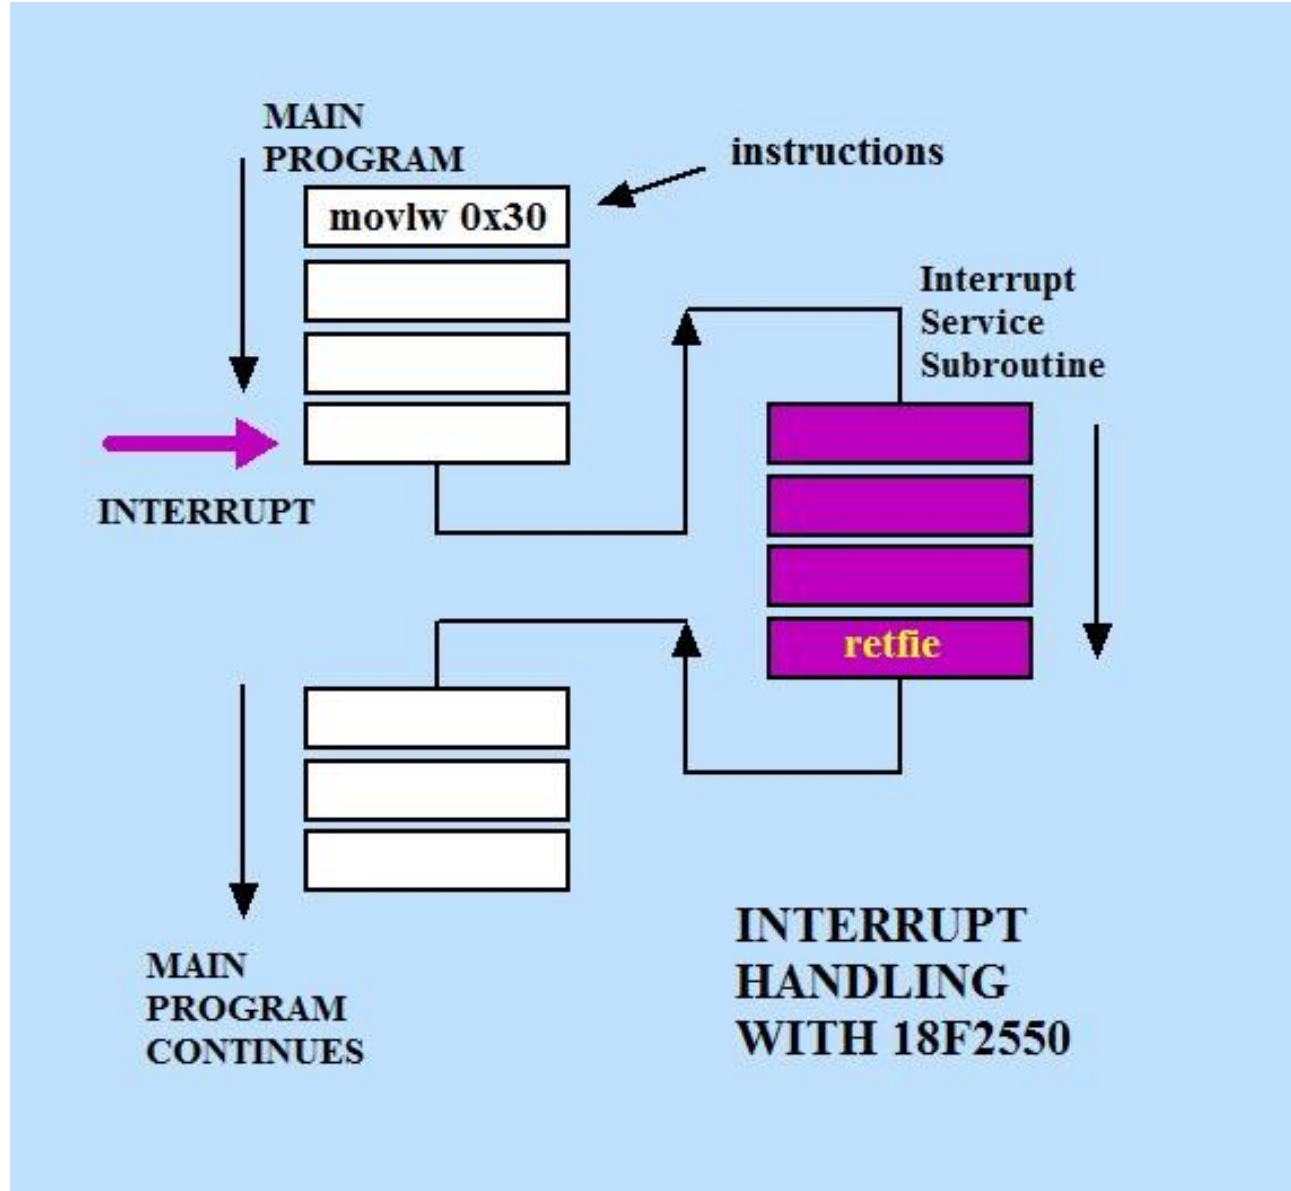 MAIN
PROGRAM
instructions
movlw 0x30
Interrupt
Service
Subroutine
INTERRUPT
retfie
MAIN
PROGRAM
CONTINUES
INTERRUPT
HANDLING
WITH 18F2550